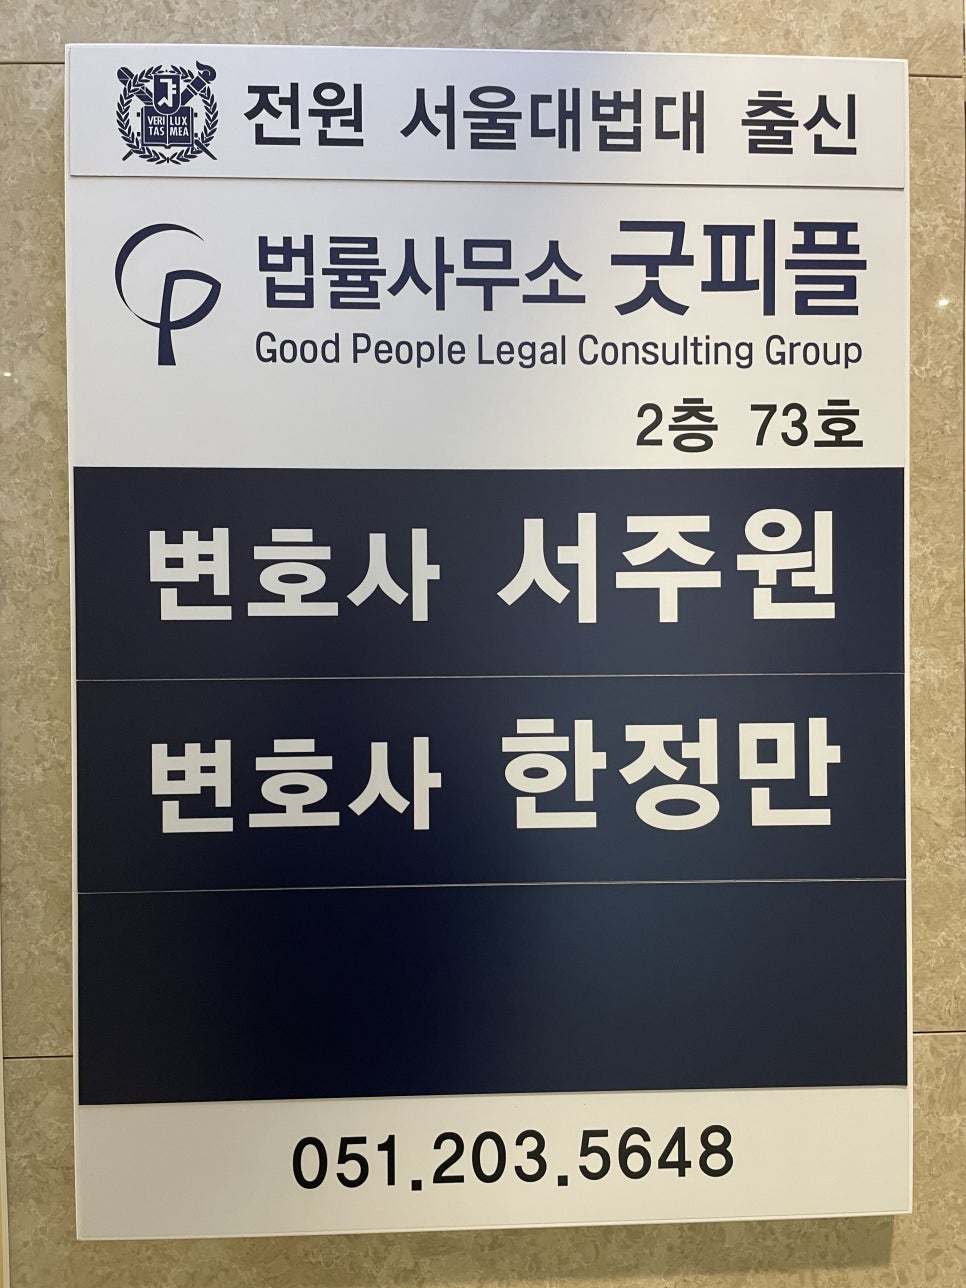 VERI LUX
TAS MEA
전원 서울대법대 출신
법률사무소 굿피플
Good People Legal Consulting Group
2층 73호
변호사 서주원
변호사 한정만
051.203.5648